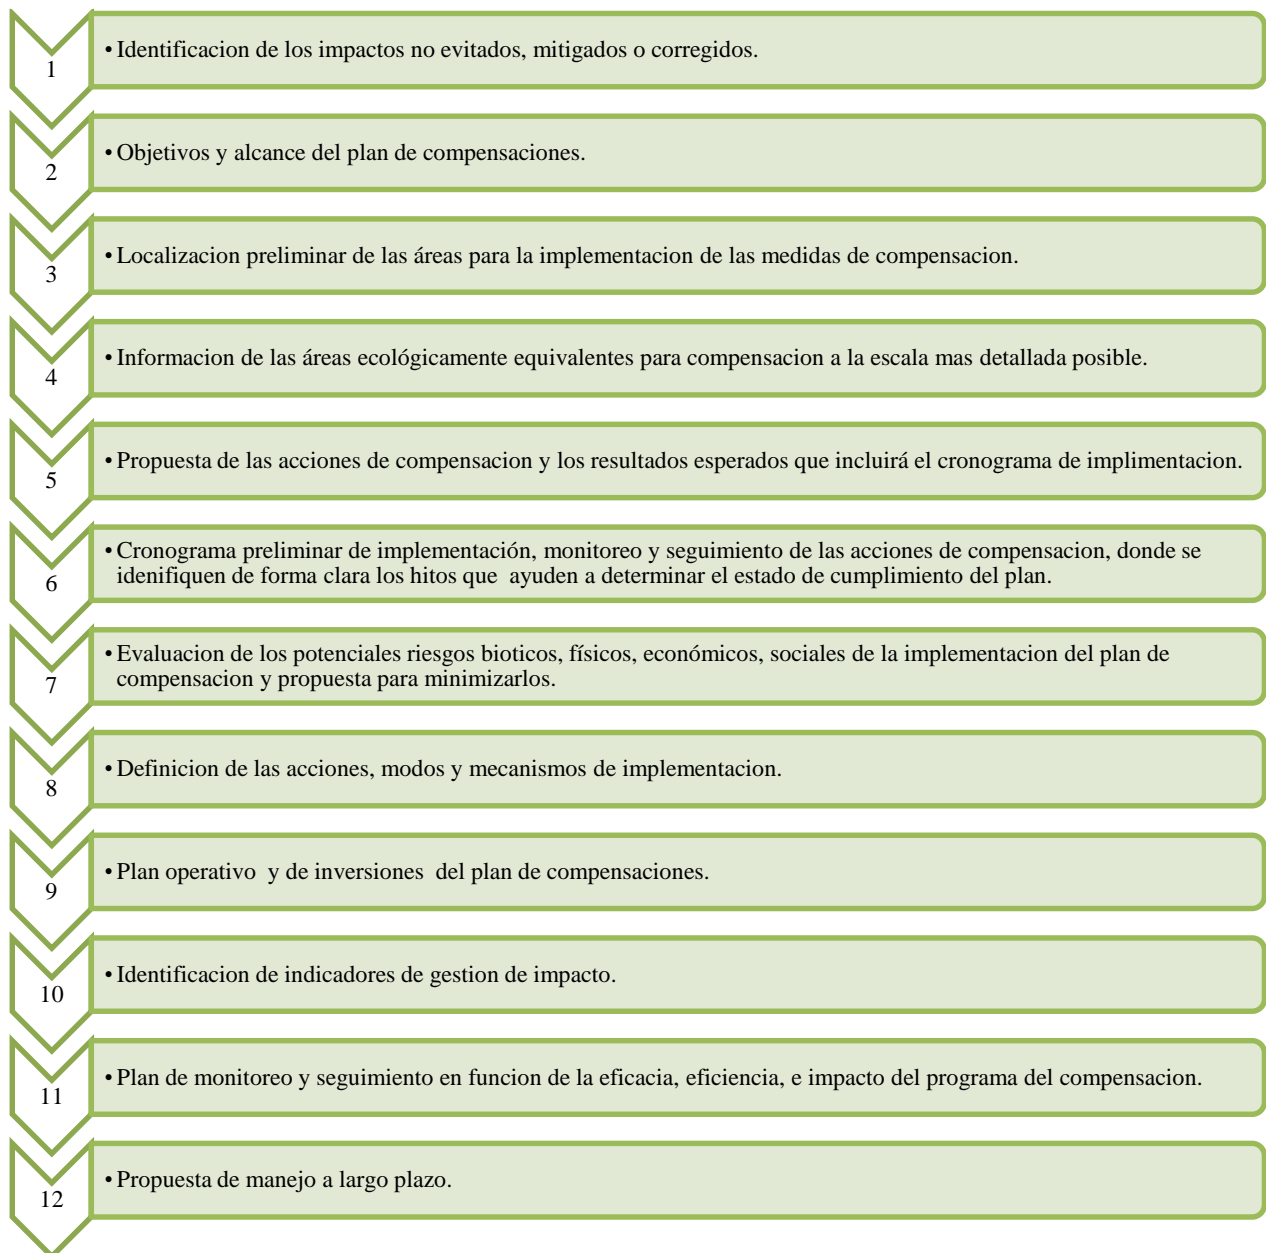 1
• Identificacion de los impactos no evitados, mitigados o corregidos.
2
• Objetivos y alcance del plan de compensaciones.
3
• Localizacion preliminar de las áreas para la implementacion de las medidas de compensacion.
4
• Informacion de las áreas ecológicamente equivalentes para compensacion a la escala mas detallada posible.
5
• Propuesta de las acciones de compensacion y los resultados esperados que incluirá el cronograma de implimentacion.
6
• Cronograma preliminar de implementación, monitoreo y seguimiento de las acciones de compensacion, donde se
idenifiquen de forma clara los hitos que ayuden a determinar el estado de cumplimiento del plan.
7
• Evaluacion de los potenciales riesgos bioticos, físicos, económicos, sociales de la implementacion del plan de
compensacion y propuesta para minimizarlos.
8
• Definicion de las acciones, modos y mecanismos de implementacion.
9
• Plan operativo y de inversiones del plan de compensaciones.
10
• Identificacion de indicadores de gestion de impacto.
11
• Plan de monitoreo y seguimiento en funcion de la eficacia, eficiencia, e impacto del programa del compensacion.
12
• Propuesta de manejo a largo plazo.